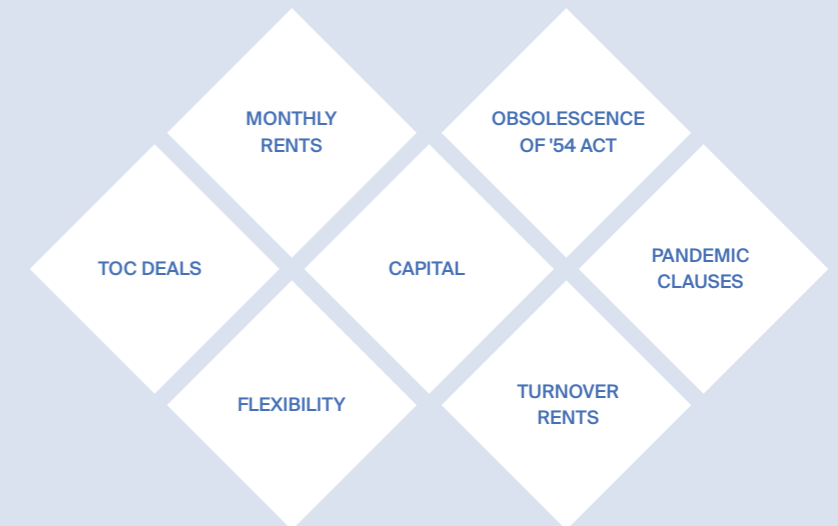 MONTHLY
RENTS
OBSOLESCENCE
OF '54 ACT
TOC DEALS
CAPITAL
PANDEMIC
CLAUSES
FLEXIBILITY
TURNOVER
RENTS